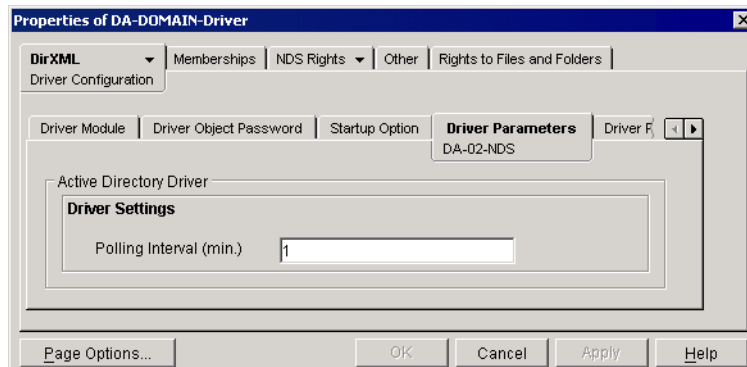 Properties of DA-DOMAIN-Driver
DirXML Memberships NDS Rights Other Rights to Files and Folders
Driver Configuration
Driver Module Driver Object Password Startup Option Driver Parameters Driver
DA-02-NDS
Active Directory Driver
Driver Settings
Polling Interval (min.) 1
Page Options... OK Cancel Apply Help